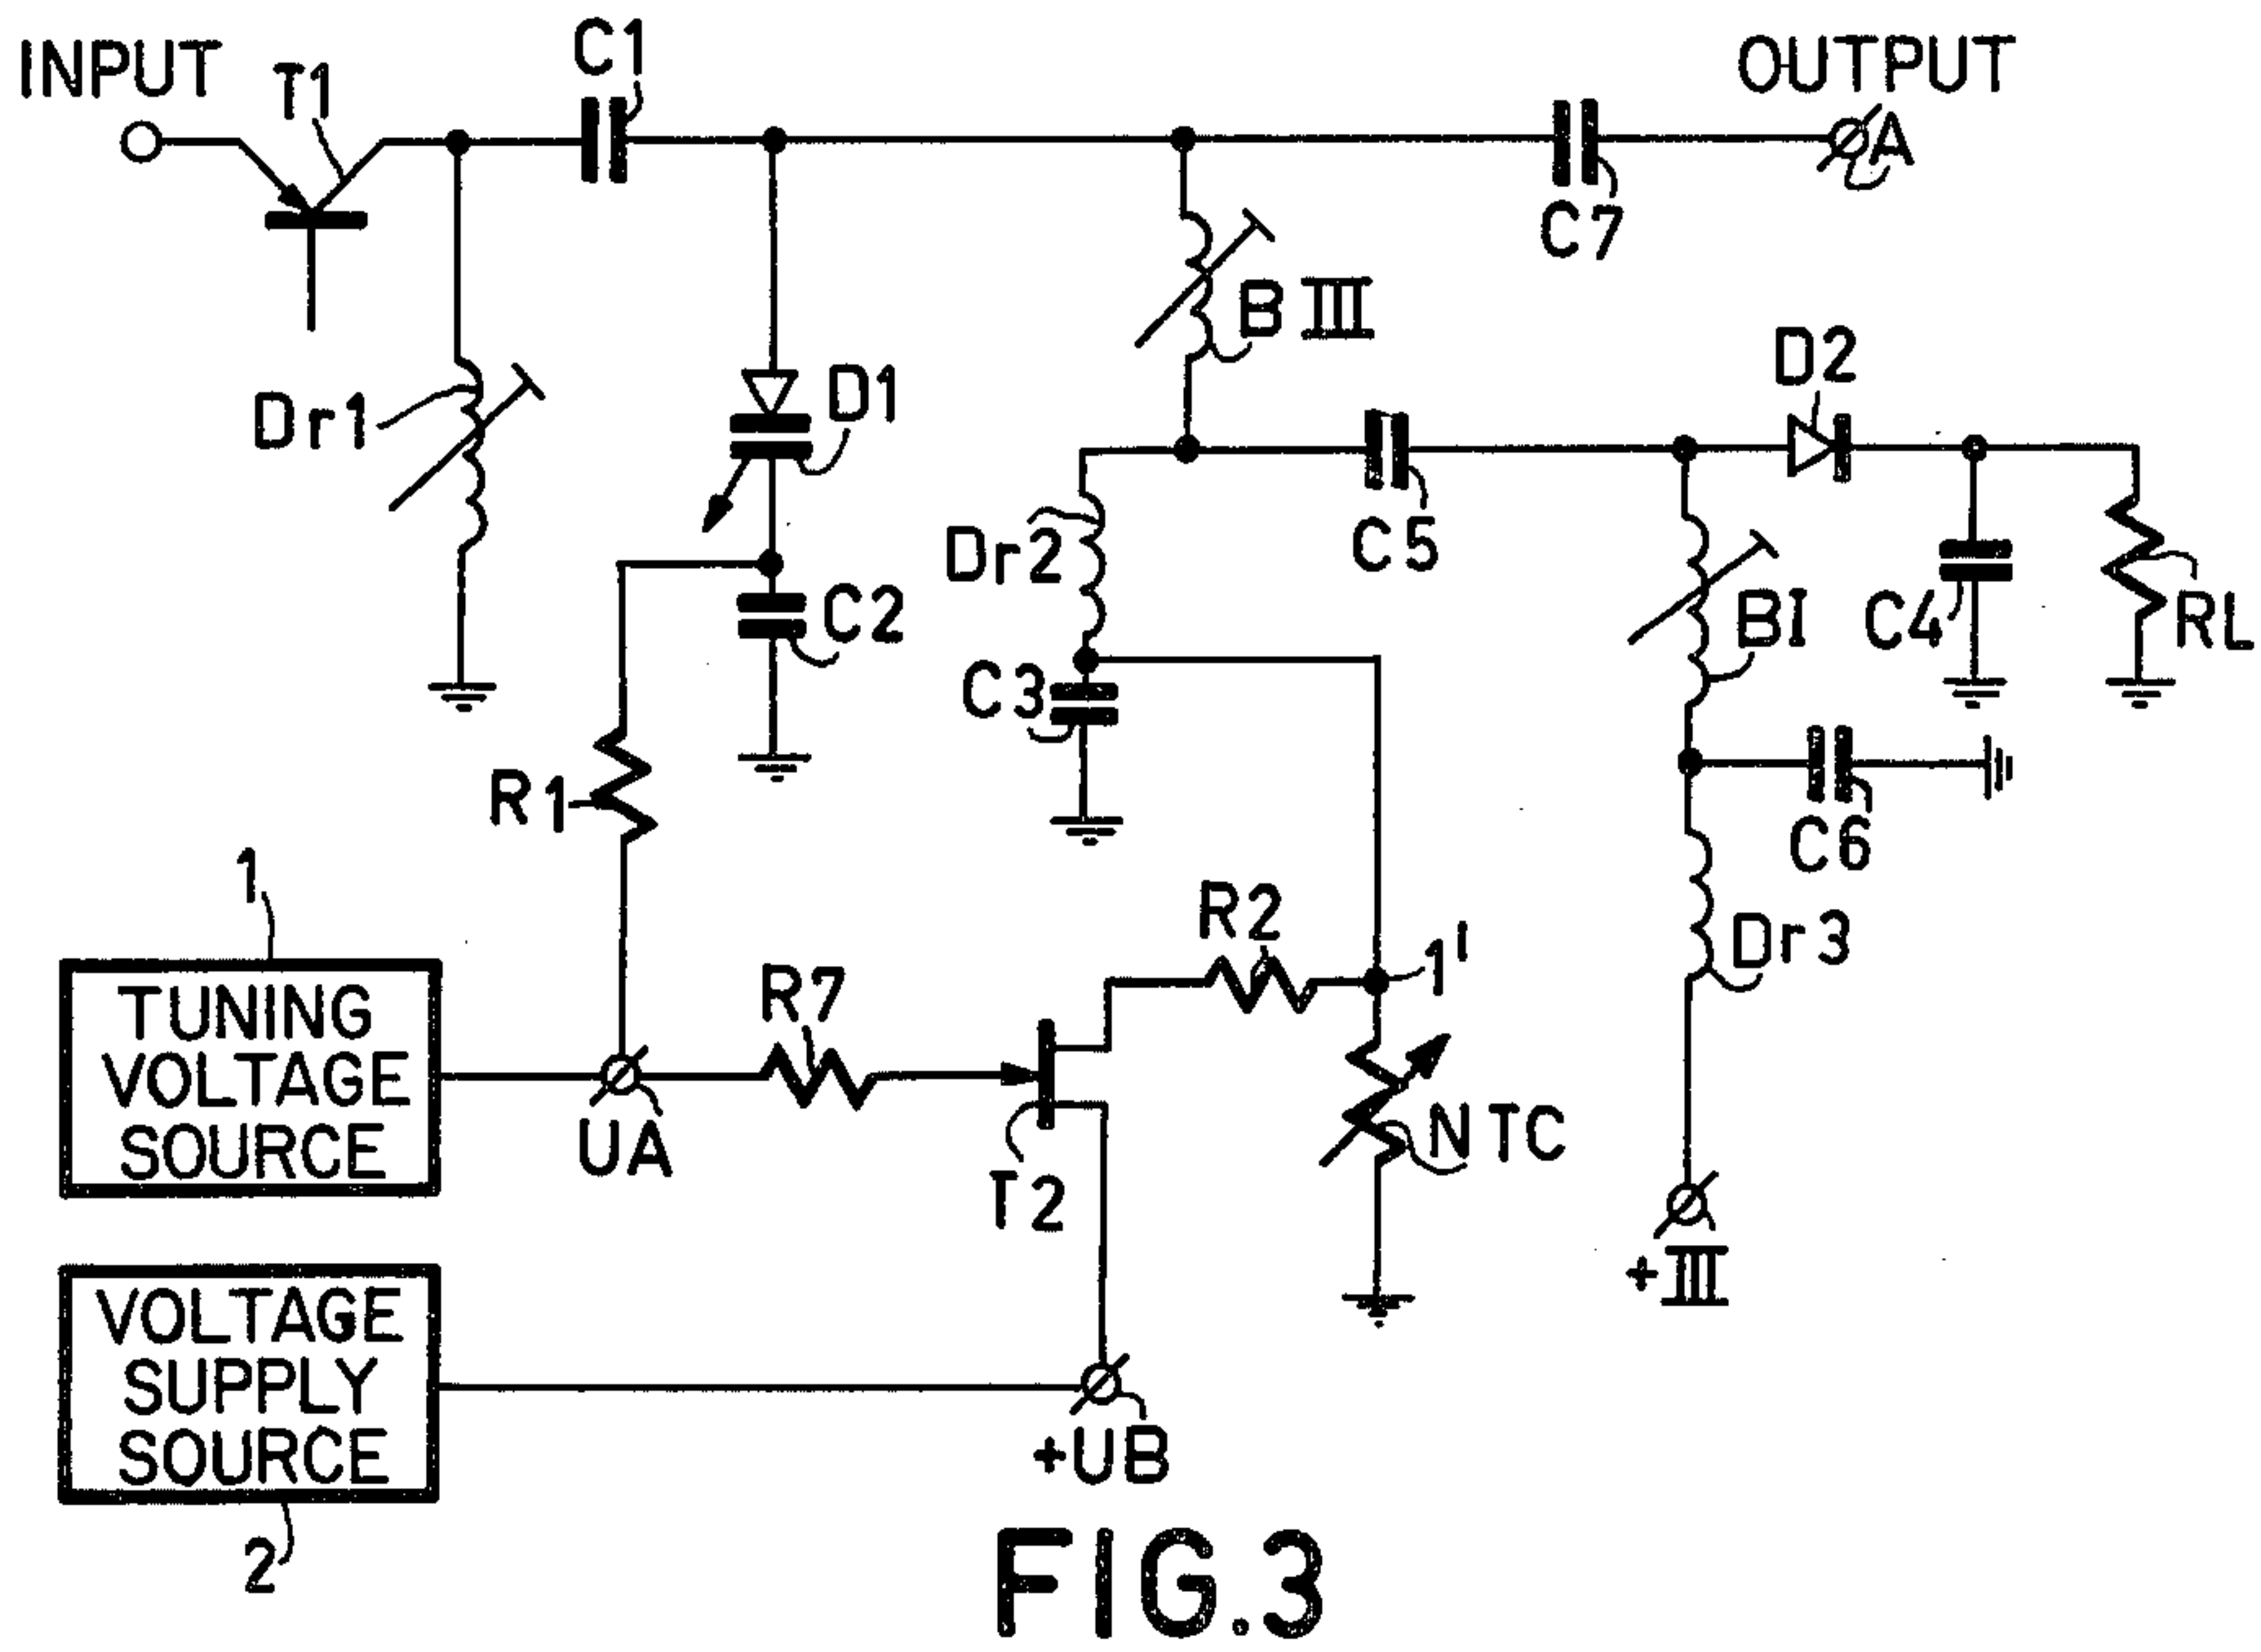 INPUT
T1
C1
OUTPUT
A
C7
B III
Dr1
D1
D2
Dr2
C5
C2
BI
C4
RL
C3
R1
C6
1
R2
1'
Dr3
R7
TUNING
VOLTAGE
SOURCE
UA
T2
NTC
+III
VOLTAGE
SUPPLY
SOURCE
+UB
2
FIG.3